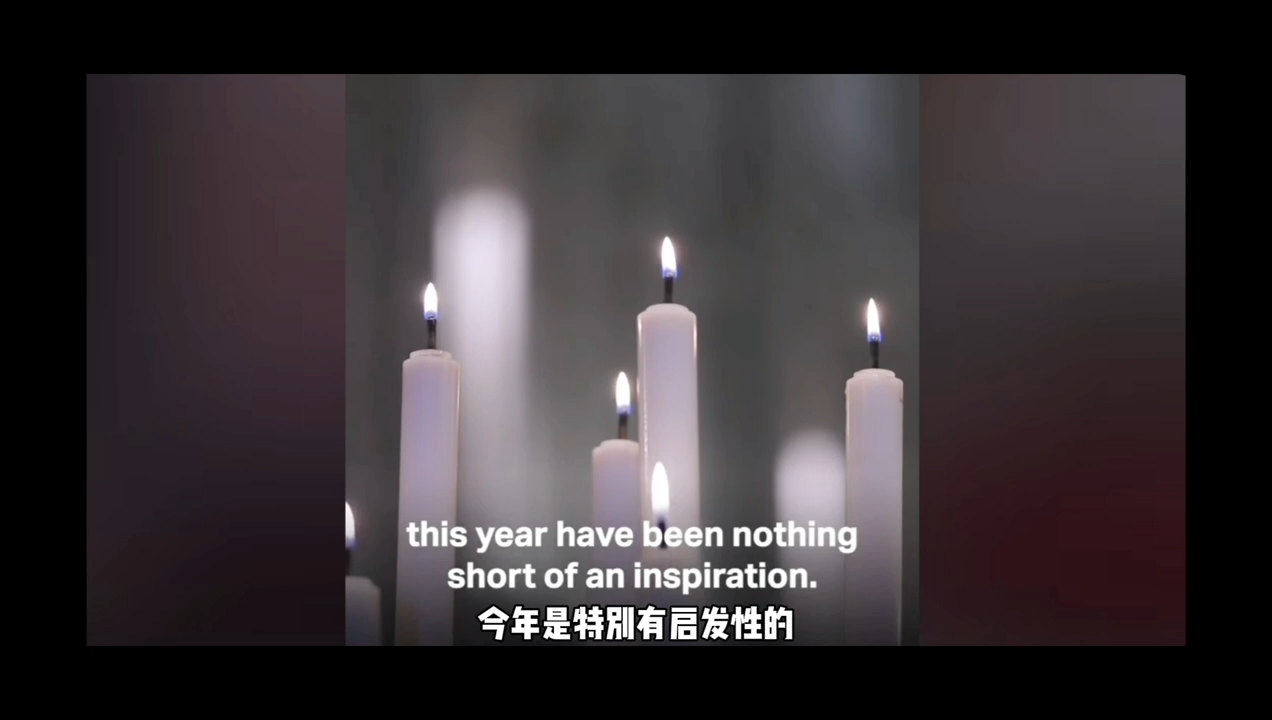 this year have been nothing
short of an inspiration.
今年是特别有启发性的